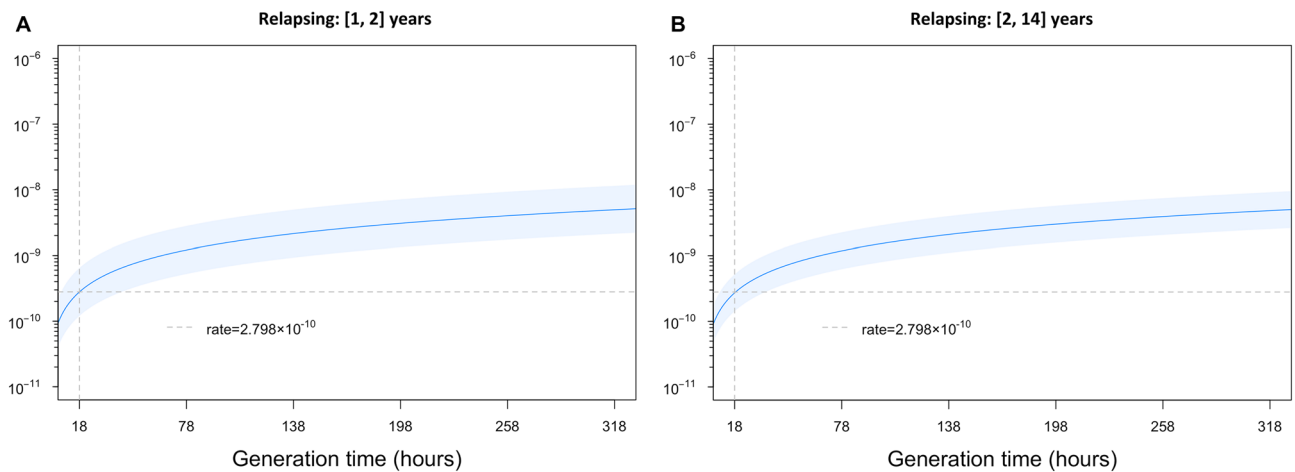 A
Relapsing: [1, 2] years
10⁻⁶
10⁻⁷
10⁻⁸
10⁻⁹
10⁻¹⁰
10⁻¹¹
rate=2.798×10⁻¹⁰
18 78 138 198 258 318
Generation time (hours)
B
Relapsing: [2, 14] years
10⁻⁶
10⁻⁷
10⁻⁸
10⁻⁹
10⁻¹⁰
10⁻¹¹
rate=2.798×10⁻¹⁰
18 78 138 198 258 318
Generation time (hours)